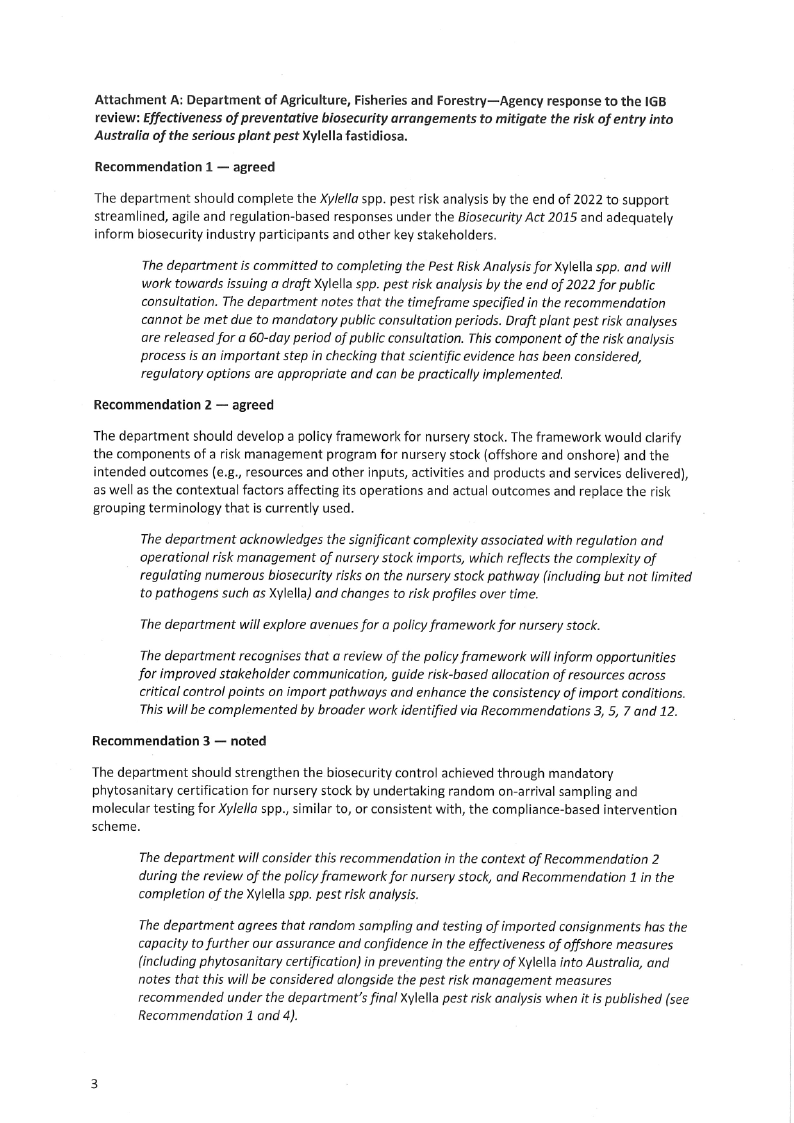 Attachment A: Department of Agriculture, Fisheries and Forestry—Agency response to the IGB
review: Effectiveness of preventative biosecurity arrangements to mitigate the risk of entry into
Australia of the serious plant pest Xylella fastidiosa.
Recommendation 1 — agreed
The department should complete the Xylella spp. pest risk analysis by the end of 2022 to support
streamlined, agile and regulation-based responses under the Biosecurity Act 2015 and adequately
inform biosecurity industry participants and other key stakeholders.
The department is committed to completing the Pest Risk Analysis for Xylella spp. and will
work towards issuing a draft Xylella spp. pest risk analysis by the end of 2022 for public
consultation. The department notes that the timeframe specified in the recommendation
cannot be met due to mandatory public consultation periods. Draft plant pest risk analyses
are released for a 60-day period of public consultation. This component of the risk analysis
process is an important step in checking that scientific evidence has been considered,
regulatory options are appropriate and can be practically implemented.
Recommendation 2 — agreed
The department should develop a policy framework for nursery stock. The framework would clarify
the components of a risk management program for nursery stock (offshore and onshore) and the
intended outcomes (e.g., resources and other inputs, activities and products and services delivered),
as well as the contextual factors affecting its operations and actual outcomes and replace the risk
grouping terminology that is currently used.
The department acknowledges the significant complexity associated with regulation and
operational risk management of nursery stock imports, which reflects the complexity of
regulating numerous biosecurity risks on the nursery stock pathway (including but not limited
to pathogens such as Xylella) and changes to risk profiles over time.
The department will explore avenues for a policy framework for nursery stock.
The department recognises that a review of the policy framework will inform opportunities
for improved stakeholder communication, guide risk-based allocation of resources across
critical control points on import pathways and enhance the consistency of import conditions.
This will be complemented by broader work identified via Recommendations 3, 5, 7 and 12.
Recommendation 3 — noted
The department should strengthen the biosecurity control achieved through mandatory
phytosanitary certification for nursery stock by undertaking random on-arrival sampling and
molecular testing for Xylella spp., similar to, or consistent with, the compliance-based intervention
scheme.
The department will consider this recommendation in the context of Recommendation 2
during the review of the policy framework for nursery stock, and Recommendation 1 in the
completion of the Xylella spp. pest risk analysis.
The department agrees that random sampling and testing of imported consignments has the
capacity to further our assurance and confidence in the effectiveness of offshore measures
(including phytosanitary certification) in preventing the entry of Xylella into Australia, and
notes that this will be considered alongside the pest risk management measures
recommended under the department's final Xylella pest risk analysis when it is published (see
Recommendation 1 and 4).
3